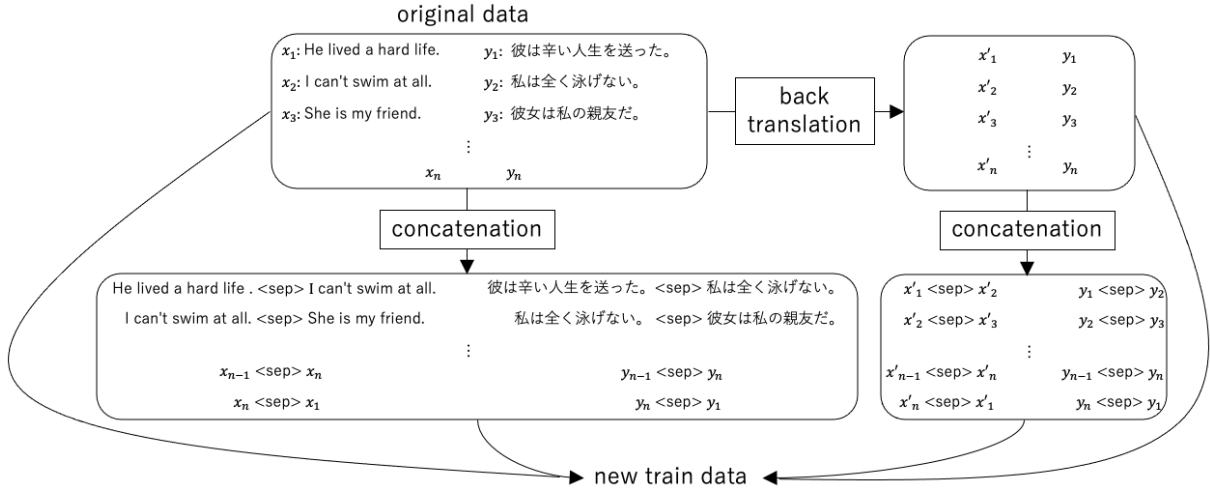 original data
x₁: He lived a hard life. y₁: 彼は辛い人生を送った。
x₂: I can't swim at all. y₂: 私は全く泳げない。
x₃: She is my friend. y₃: 彼女は私の親友だ。
⋮
xₙ yₙ
back
translation
x'₁ y₁
x'₂ y₂
x'₃ y₃
⋮
x'ₙ yₙ
concatenation
concatenation
He lived a hard life . <sep> I can't swim at all. 彼は辛い人生を送った。<sep> 私は全く泳げない。
I can't swim at all. <sep> She is my friend. 私は全く泳げない。 <sep> 彼女は私の親友だ。
⋮
xₙ₋₁ <sep> xₙ yₙ₋₁ <sep> yₙ
xₙ <sep> x₁ yₙ <sep> y₁
x'₁ <sep> x'₂ y₁ <sep> y₂
x'₂ <sep> x'₃ y₂ <sep> y₃
⋮
x'ₙ₋₁ <sep> x'ₙ yₙ₋₁ <sep> yₙ
x'ₙ <sep> x'₁ yₙ <sep> y₁
new train data